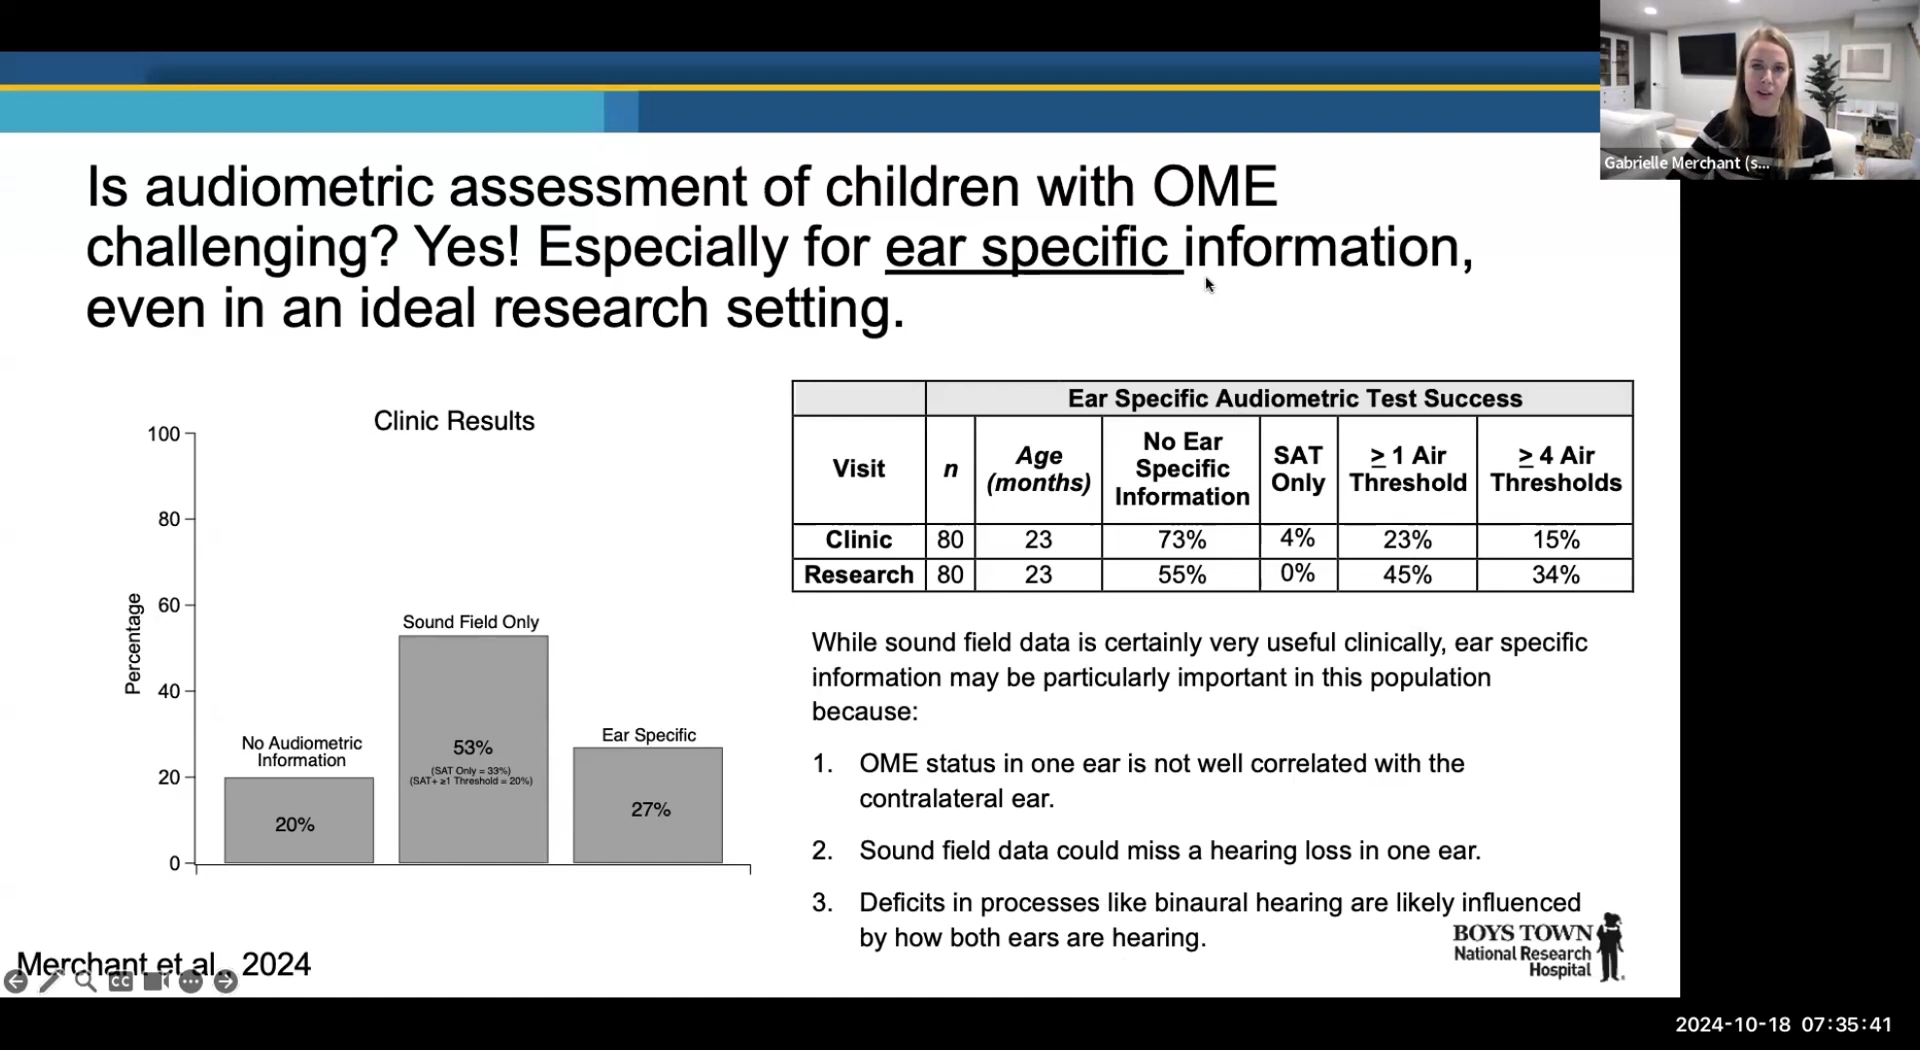 Gabrielle Merchant (s...
Is audiometric assessment of children with OME
challenging? Yes! Especially for ear specific information,
even in an ideal research setting.
Clinic Results
Percentage
100
80
60
40
20
0
No Audiometric
Information
20%
Sound Field Only
53%
(SAT Only = 33%)
(SAT+ ≥1 Threshold = 20%)
Ear Specific
27%
Ear Specific Audiometric Test Success
Visit n Age (months) No Ear Specific Information SAT Only ≥ 1 Air Threshold ≥ 4 Air Thresholds
Clinic 80 23 73% 4% 23% 15%
Research 80 23 55% 0% 45% 34%
While sound field data is certainly very useful clinically, ear specific
information may be particularly important in this population
because:
1. OME status in one ear is not well correlated with the
contralateral ear.
2. Sound field data could miss a hearing loss in one ear.
3. Deficits in processes like binaural hearing are likely influenced
by how both ears are hearing.
BOYS TOWN
National Research
Hospital
Merchant et al., 2024
CC
2024-10-18 07:35:41